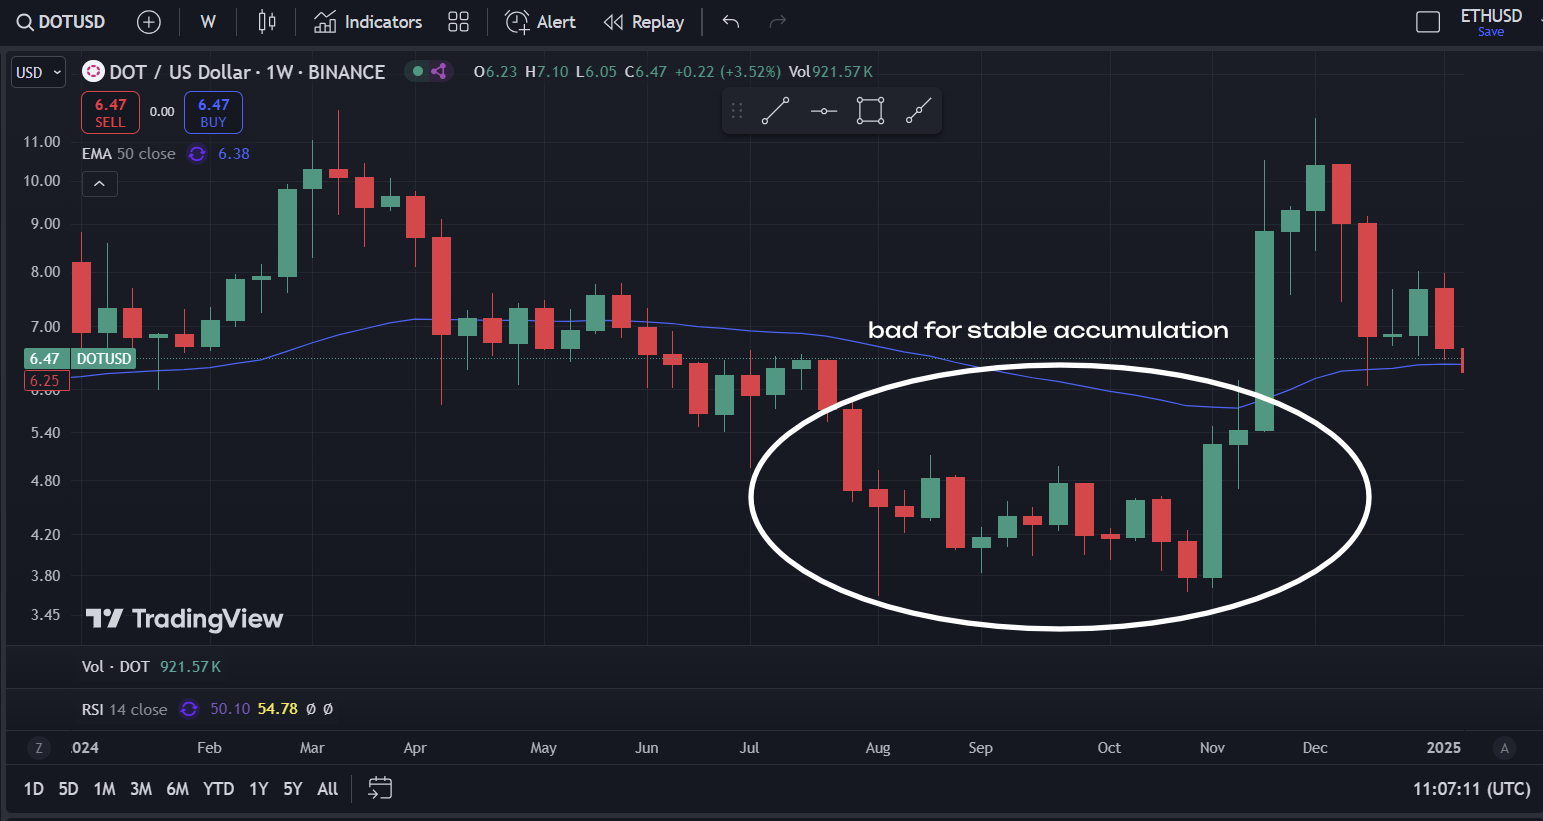 DOTUSD W Indicators Alert Replay ETHUSD
Save
USD DOT / US Dollar · 1W · BINANCE O6.23 H7.10 L6.05 C6.47 +0.22 (+3.52%) Vol921.57K
6.47 0.00 6.47
SELL BUY
EMA 50 close 6.38
11.00
10.00
9.00
8.00
7.00
bad for stable accumulation
6.47 DOTUSD
6.25
6.00
5.40
4.80
4.20
3.80
3.45
TradingView
Vol · DOT 921.57K
RSI 14 close 50.10 54.78 Ø Ø
Z 2024 Feb Mar Apr May Jun Jul Aug Sep Oct Nov Dec 2025 A
1D 5D 1M 3M 6M YTD 1Y 5Y All 11:07:11 (UTC)